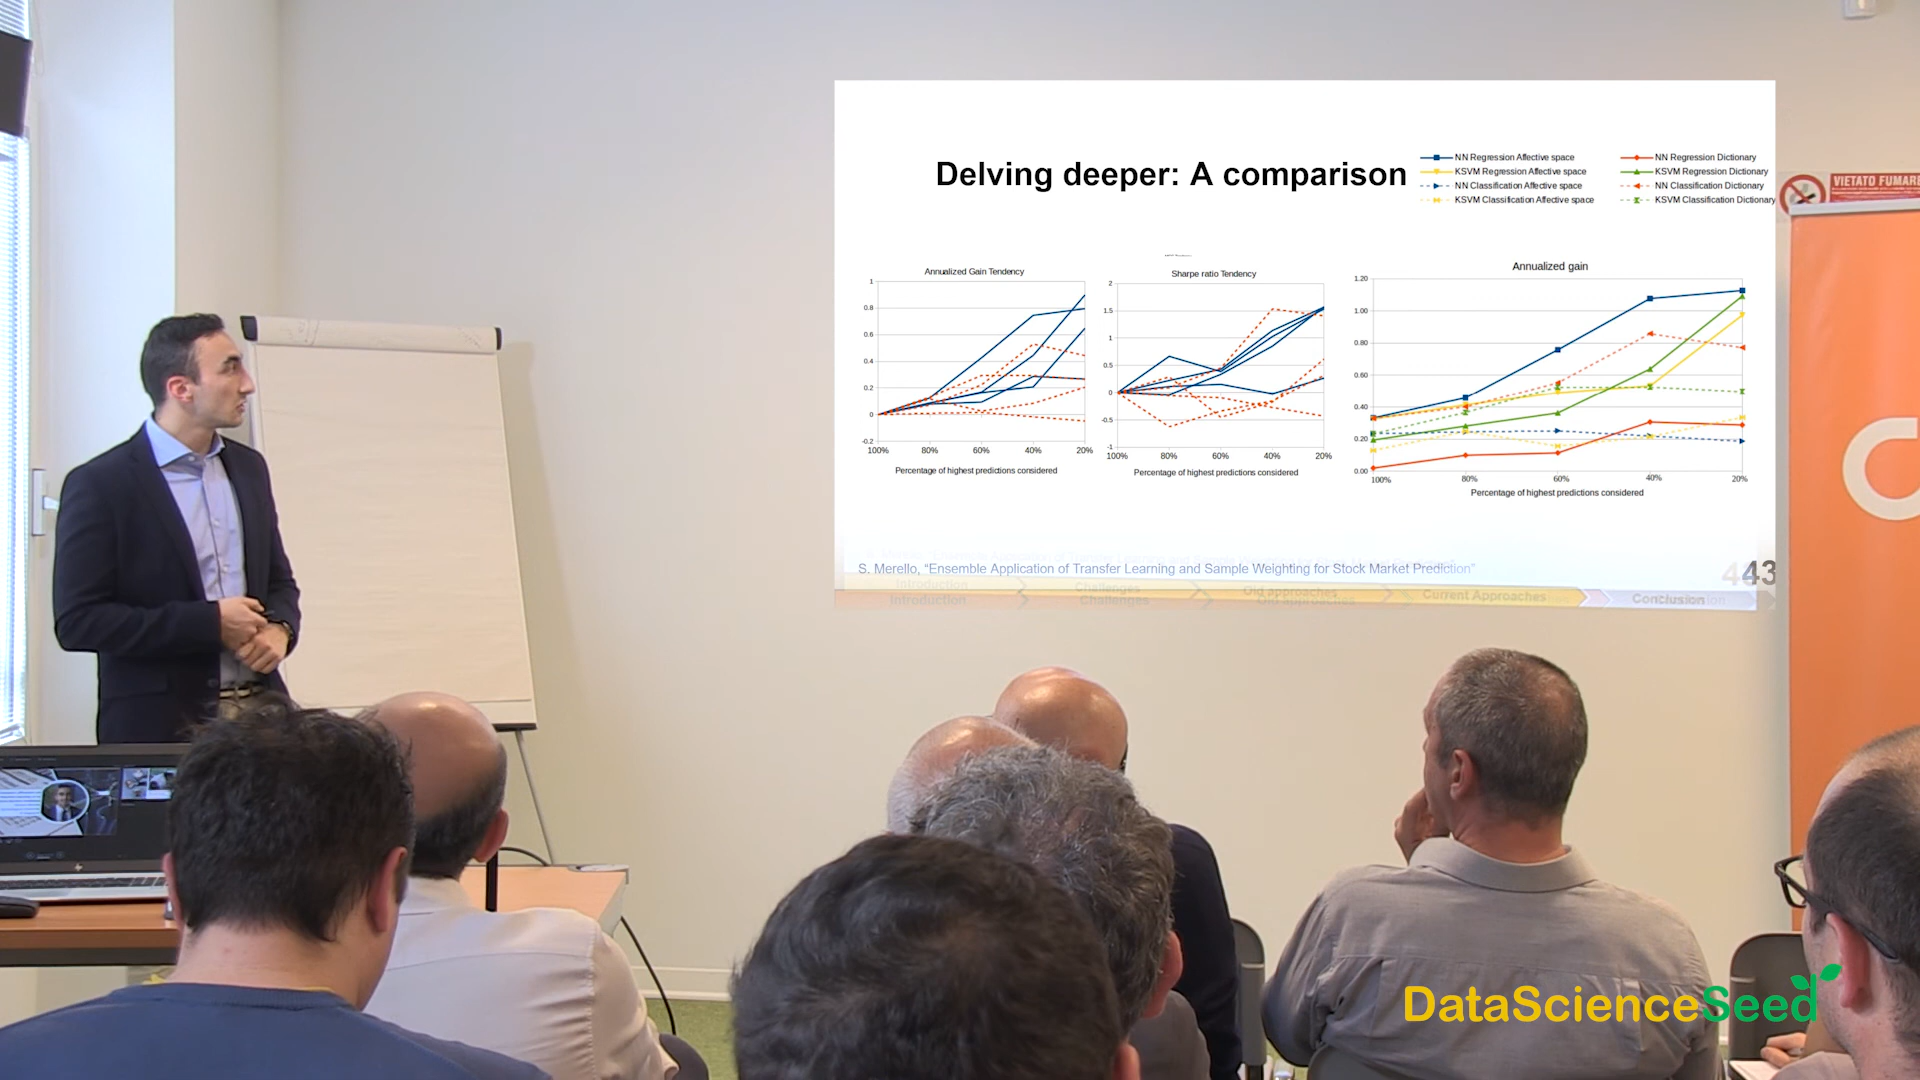 Delving deeper: A comparison
NN Regression Affective space
KSVM Regression Affective space
NN Classification Affective space
KSVM Classification Affective space
NN Regression Dictionary
KSVM Regression Dictionary
NN Classification Dictionary
KSVM Classification Dictionary
VIETATO FUMARE
Annualized Gain Tendency
1
0.8
0.6
0.4
0.2
0
-0.2
100% 80% 60% 40% 20%
Percentage of highest predictions considered
Sharpe ratio Tendency
2
1.5
1
0.5
0
-0.5
-1
100% 80% 60% 40% 20%
Percentage of highest predictions considered
Annualized gain
1.20
1.00
0.80
0.60
0.40
0.20
0.00
100% 80% 60% 40% 20%
Percentage of highest predictions considered
S. Merello, “Ensemble Application of Transfer Learning and Sample Weighting for Stock Market Prediction”
43
Introduction Challenges Old approaches Current Approaches Conclusion
DataScienceSeed